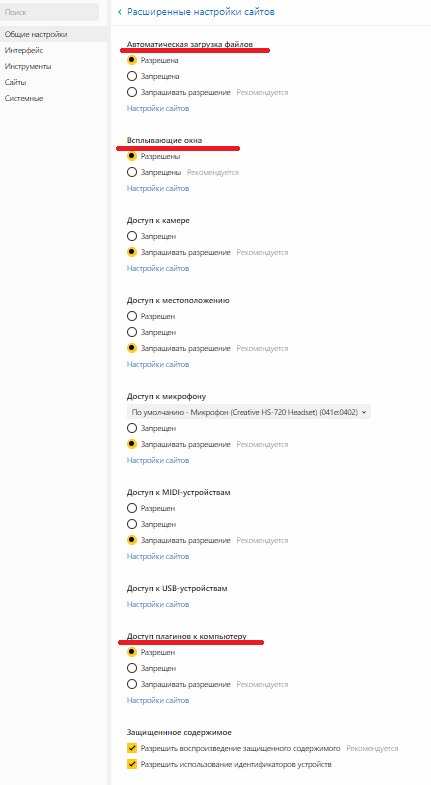 Поиск
Общие настройки
Интерфейс
Инструменты
Сайты
Системные
Расширенные настройки сайтов
Автоматическая загрузка файлов
Разрешена
Запрещена
Запрашивать разрешение Рекомендуется
Настройки сайтов
Всплывающие окна
Разрешены
Запрещены Рекомендуется
Настройки сайтов
Доступ к камере
Запрещен
Запрашивать разрешение Рекомендуется
Настройки сайтов
Доступ к местоположению
Разрешен
Запрещен
Запрашивать разрешение Рекомендуется
Настройки сайтов
Доступ к микрофону
По умолчанию - Микрофон (Creative HS-720 Headset) (041e:0402)
Запрещен
Запрашивать разрешение Рекомендуется
Настройки сайтов
Доступ к MIDI-устройствам
Разрешен
Запрещен
Запрашивать разрешение Рекомендуется
Настройки сайтов
Доступ к USB-устройствам
Настройки сайтов
Доступ плагинов к компьютеру
Разрешен
Запрещен
Запрашивать разрешение Рекомендуется
Настройки сайтов
Защищеннное содержимое
Разрешить воспроизведение защищенного содержимого Рекомендуется
Разрешить использование идентификаторов устройств